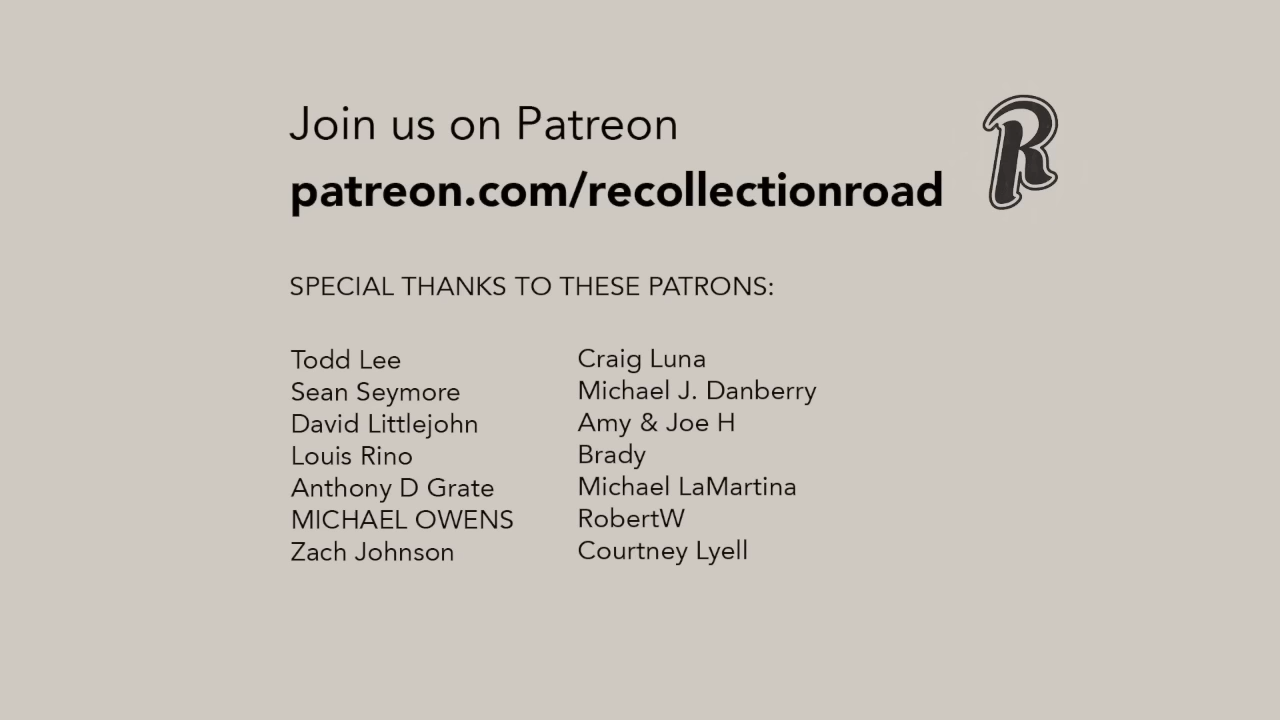 Join us on Patreon
patreon.com/recollectionroad
R
SPECIAL THANKS TO THESE PATRONS:
Todd Lee
Sean Seymore
David Littlejohn
Louis Rino
Anthony D Grate
MICHAEL OWENS
Zach Johnson
Craig Luna
Michael J. Danberry
Amy & Joe H
Brady
Michael LaMartina
RobertW
Courtney Lyell